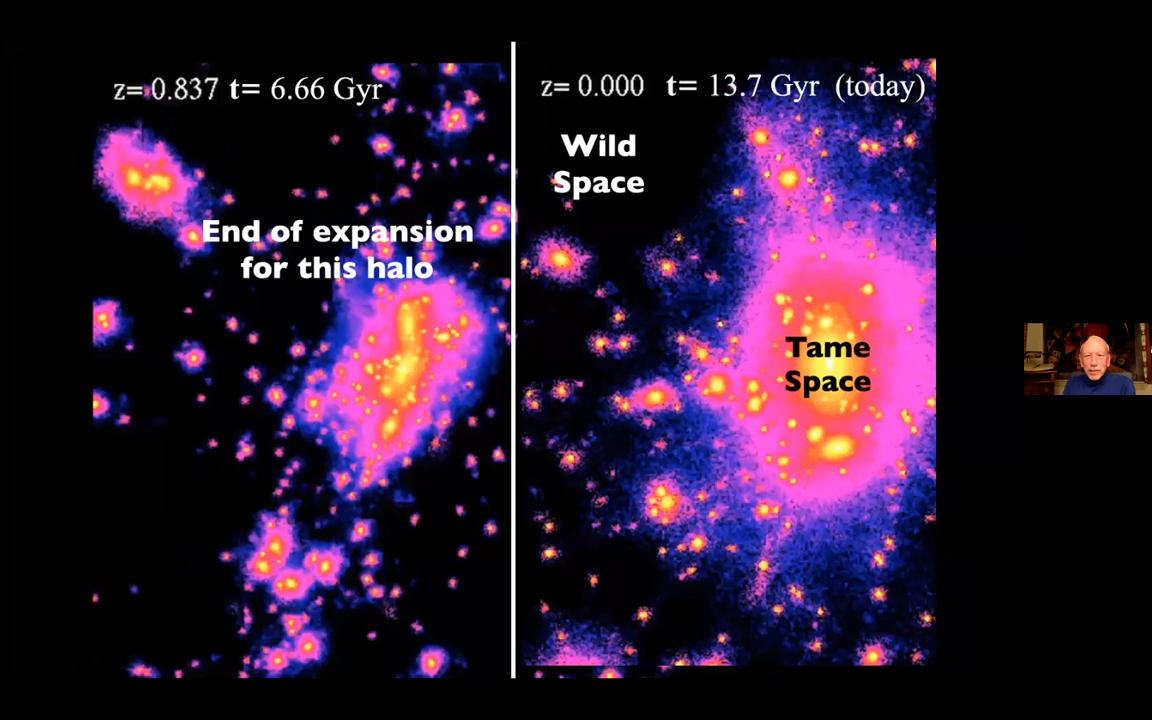 z= 0.837 t= 6.66 Gyr
End of expansion
for this halo
z= 0.000 t= 13.7 Gyr (today)
Wild
Space
Tame
Space